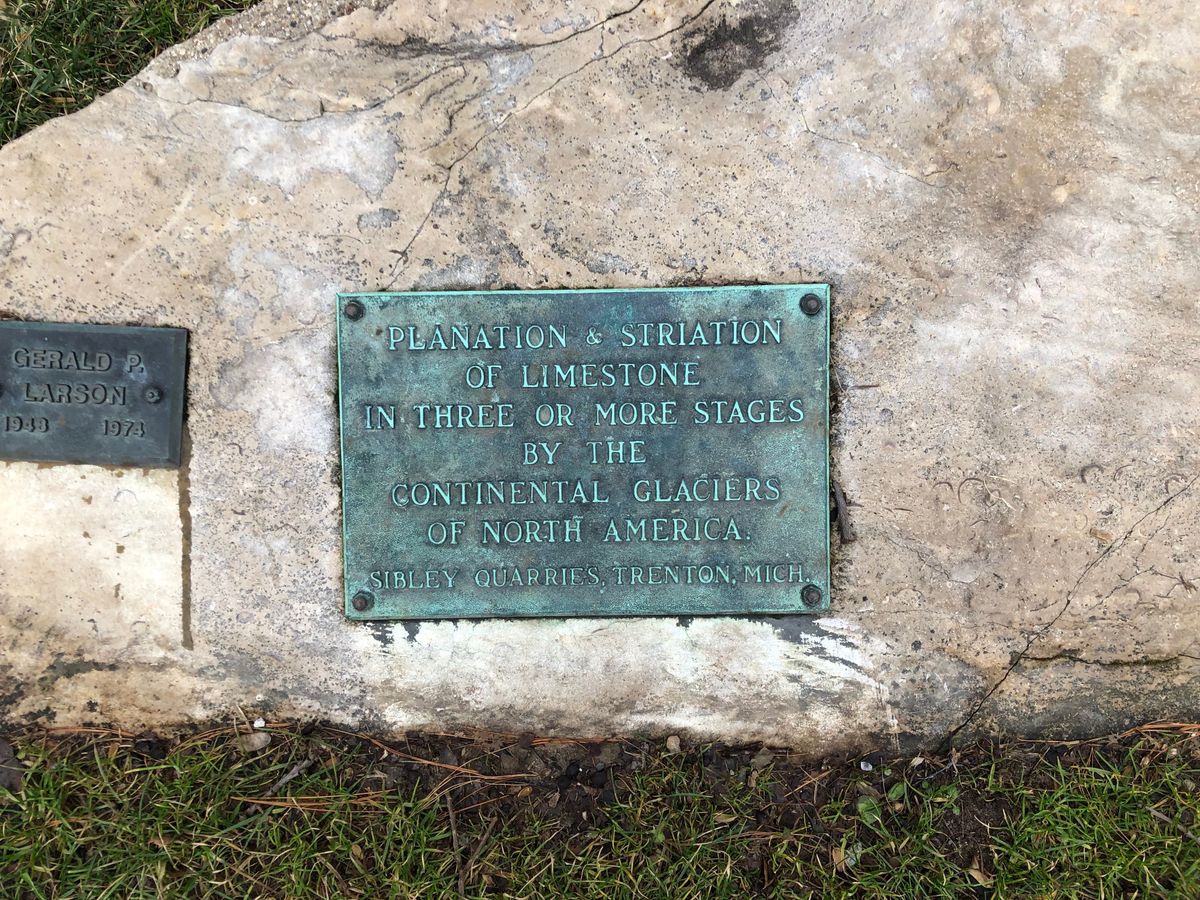 GERALD P.
LARSON
1948 1974
PLANATION & STRIATION
OF LIMESTONE
IN THREE OR MORE STAGES
BY THE
CONTINENTAL GLACIERS
OF NORTH AMERICA.
SIBLEY QUARRIES, TRENTON, MICH.